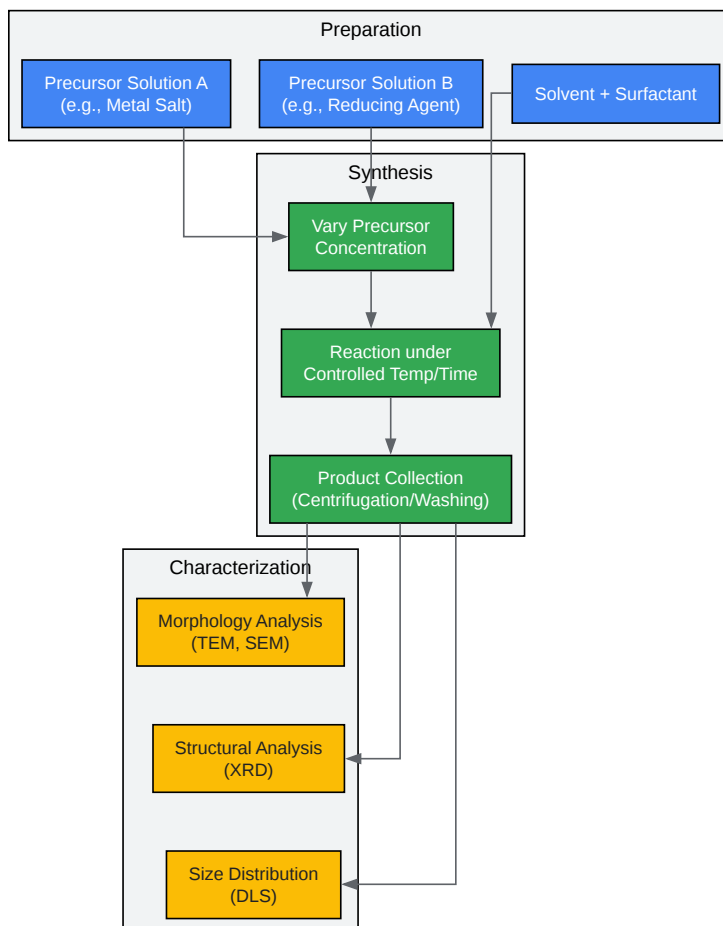 Preparation
Precursor Solution A
(e.g., Metal Salt)
Precursor Solution B
(e.g., Reducing Agent)
Solvent + Surfactant
Synthesis
Vary Precursor
Concentration
Reaction under
Controlled Temp/Time
Product Collection
(Centrifugation/Washing)
Characterization
Morphology Analysis
(TEM, SEM)
Structural Analysis
(XRD)
Size Distribution
(DLS)